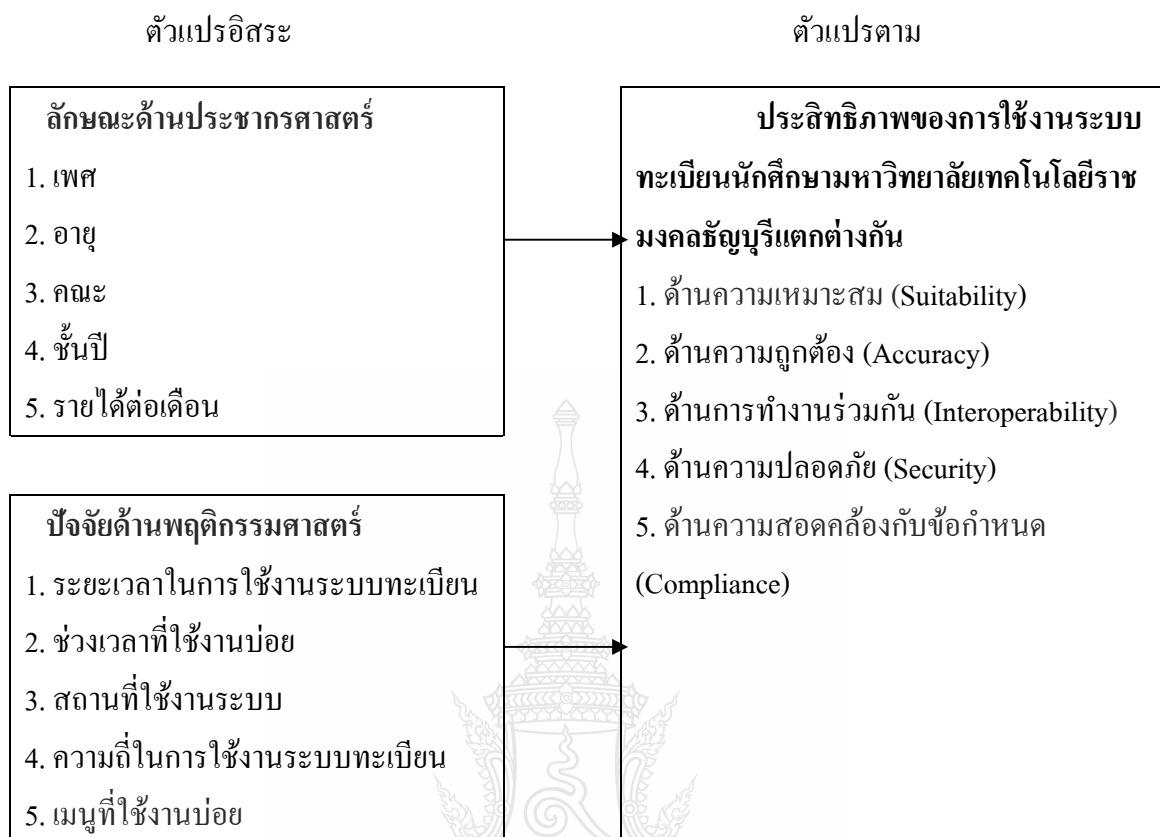 ตัวแปรอิสระ
ตัวแปรตาม
ลักษณะด้านประชากรศาสตร์
1. เพศ
2. อายุ
3. คณะ
4. ชั้นปี
5. รายได้ต่อเดือน
ปัจจัยด้านพฤติกรรมศาสตร์
1. ระยะเวลาในการใช้งานระบบทะเบียน
2. ช่วงเวลาที่ใช้งานบ่อย
3. สถานที่ใช้งานระบบ
4. ความถี่ในการใช้งานระบบทะเบียน
5. เมนูที่ใช้งานบ่อย
ประสิทธิภาพของการใช้งานระบบ
ทะเบียนนักศึกษามหาวิทยาลัยเทคโนโลยีราช
มงคลธัญบุรีแตกต่างกัน
1. ด้านความเหมาะสม (Suitability)
2. ด้านความถูกต้อง (Accuracy)
3. ด้านการทำงานร่วมกัน (Interoperability)
4. ด้านความปลอดภัย (Security)
5. ด้านความสอดคล้องกับข้อกำหนด
(Compliance)